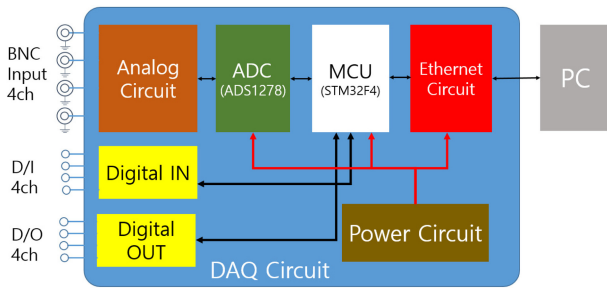 BNC
Input
4ch
Analog
Circuit
ADC
(ADS1278)
MCU
(STM32F4)
Ethernet
Circuit
PC
D/I
4ch
Digital IN
D/O
4ch
Digital
OUT
Power Circuit
DAQ Circuit